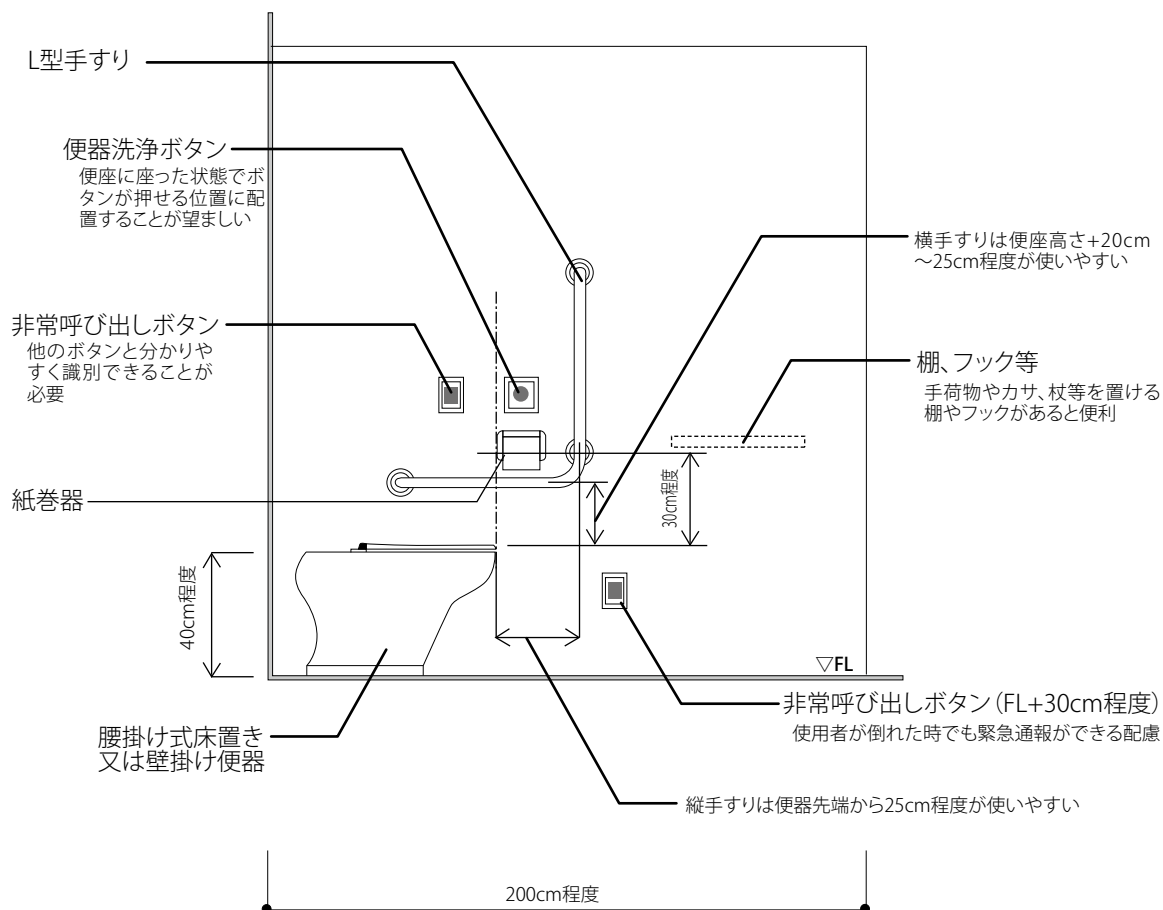 L型手すり
便器洗浄ボタン
便座に座った状態でボ
タンが押せる位置に配
置することが望ましい
横手すりは便座高さ+20cm
～25cm程度が使いやすい
非常呼び出しボタン
他のボタンと分かりや
すく識別できることが
必要
棚、フック等
手荷物やカサ、杖等を置ける
棚やフックがあると便利
紙巻器
30cm程度
40cm程度
▽FL
非常呼び出しボタン（FL+30cm程度）
使用者が倒れた時でも緊急通報ができる配慮
腰掛け式床置き
又は壁掛け便器
縦手すりは便器先端から25cm程度が使いやすい
200cm程度